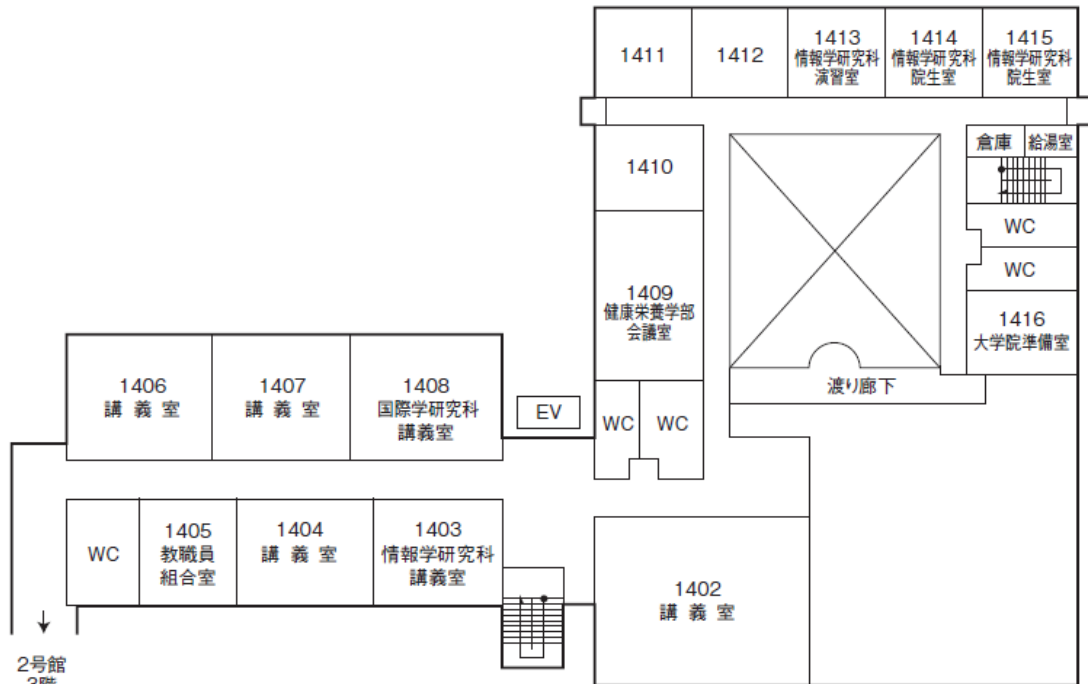 1411
1412
1413
情報学研究科
演習室
1414
情報学研究科
院生室
1415
情報学研究科
院生室
倉庫
給湯室
1410
WC
WC
1409
健康栄養学部
会議室
1416
大学院準備室
渡り廊下
1406
講 義 室
1407
講 義 室
1408
国際学研究科
講義室
EV
WC
WC
WC
1405
教職員
組合室
1404
講 義 室
1403
情報学研究科
講義室
1402
講 義 室
2号館
3階